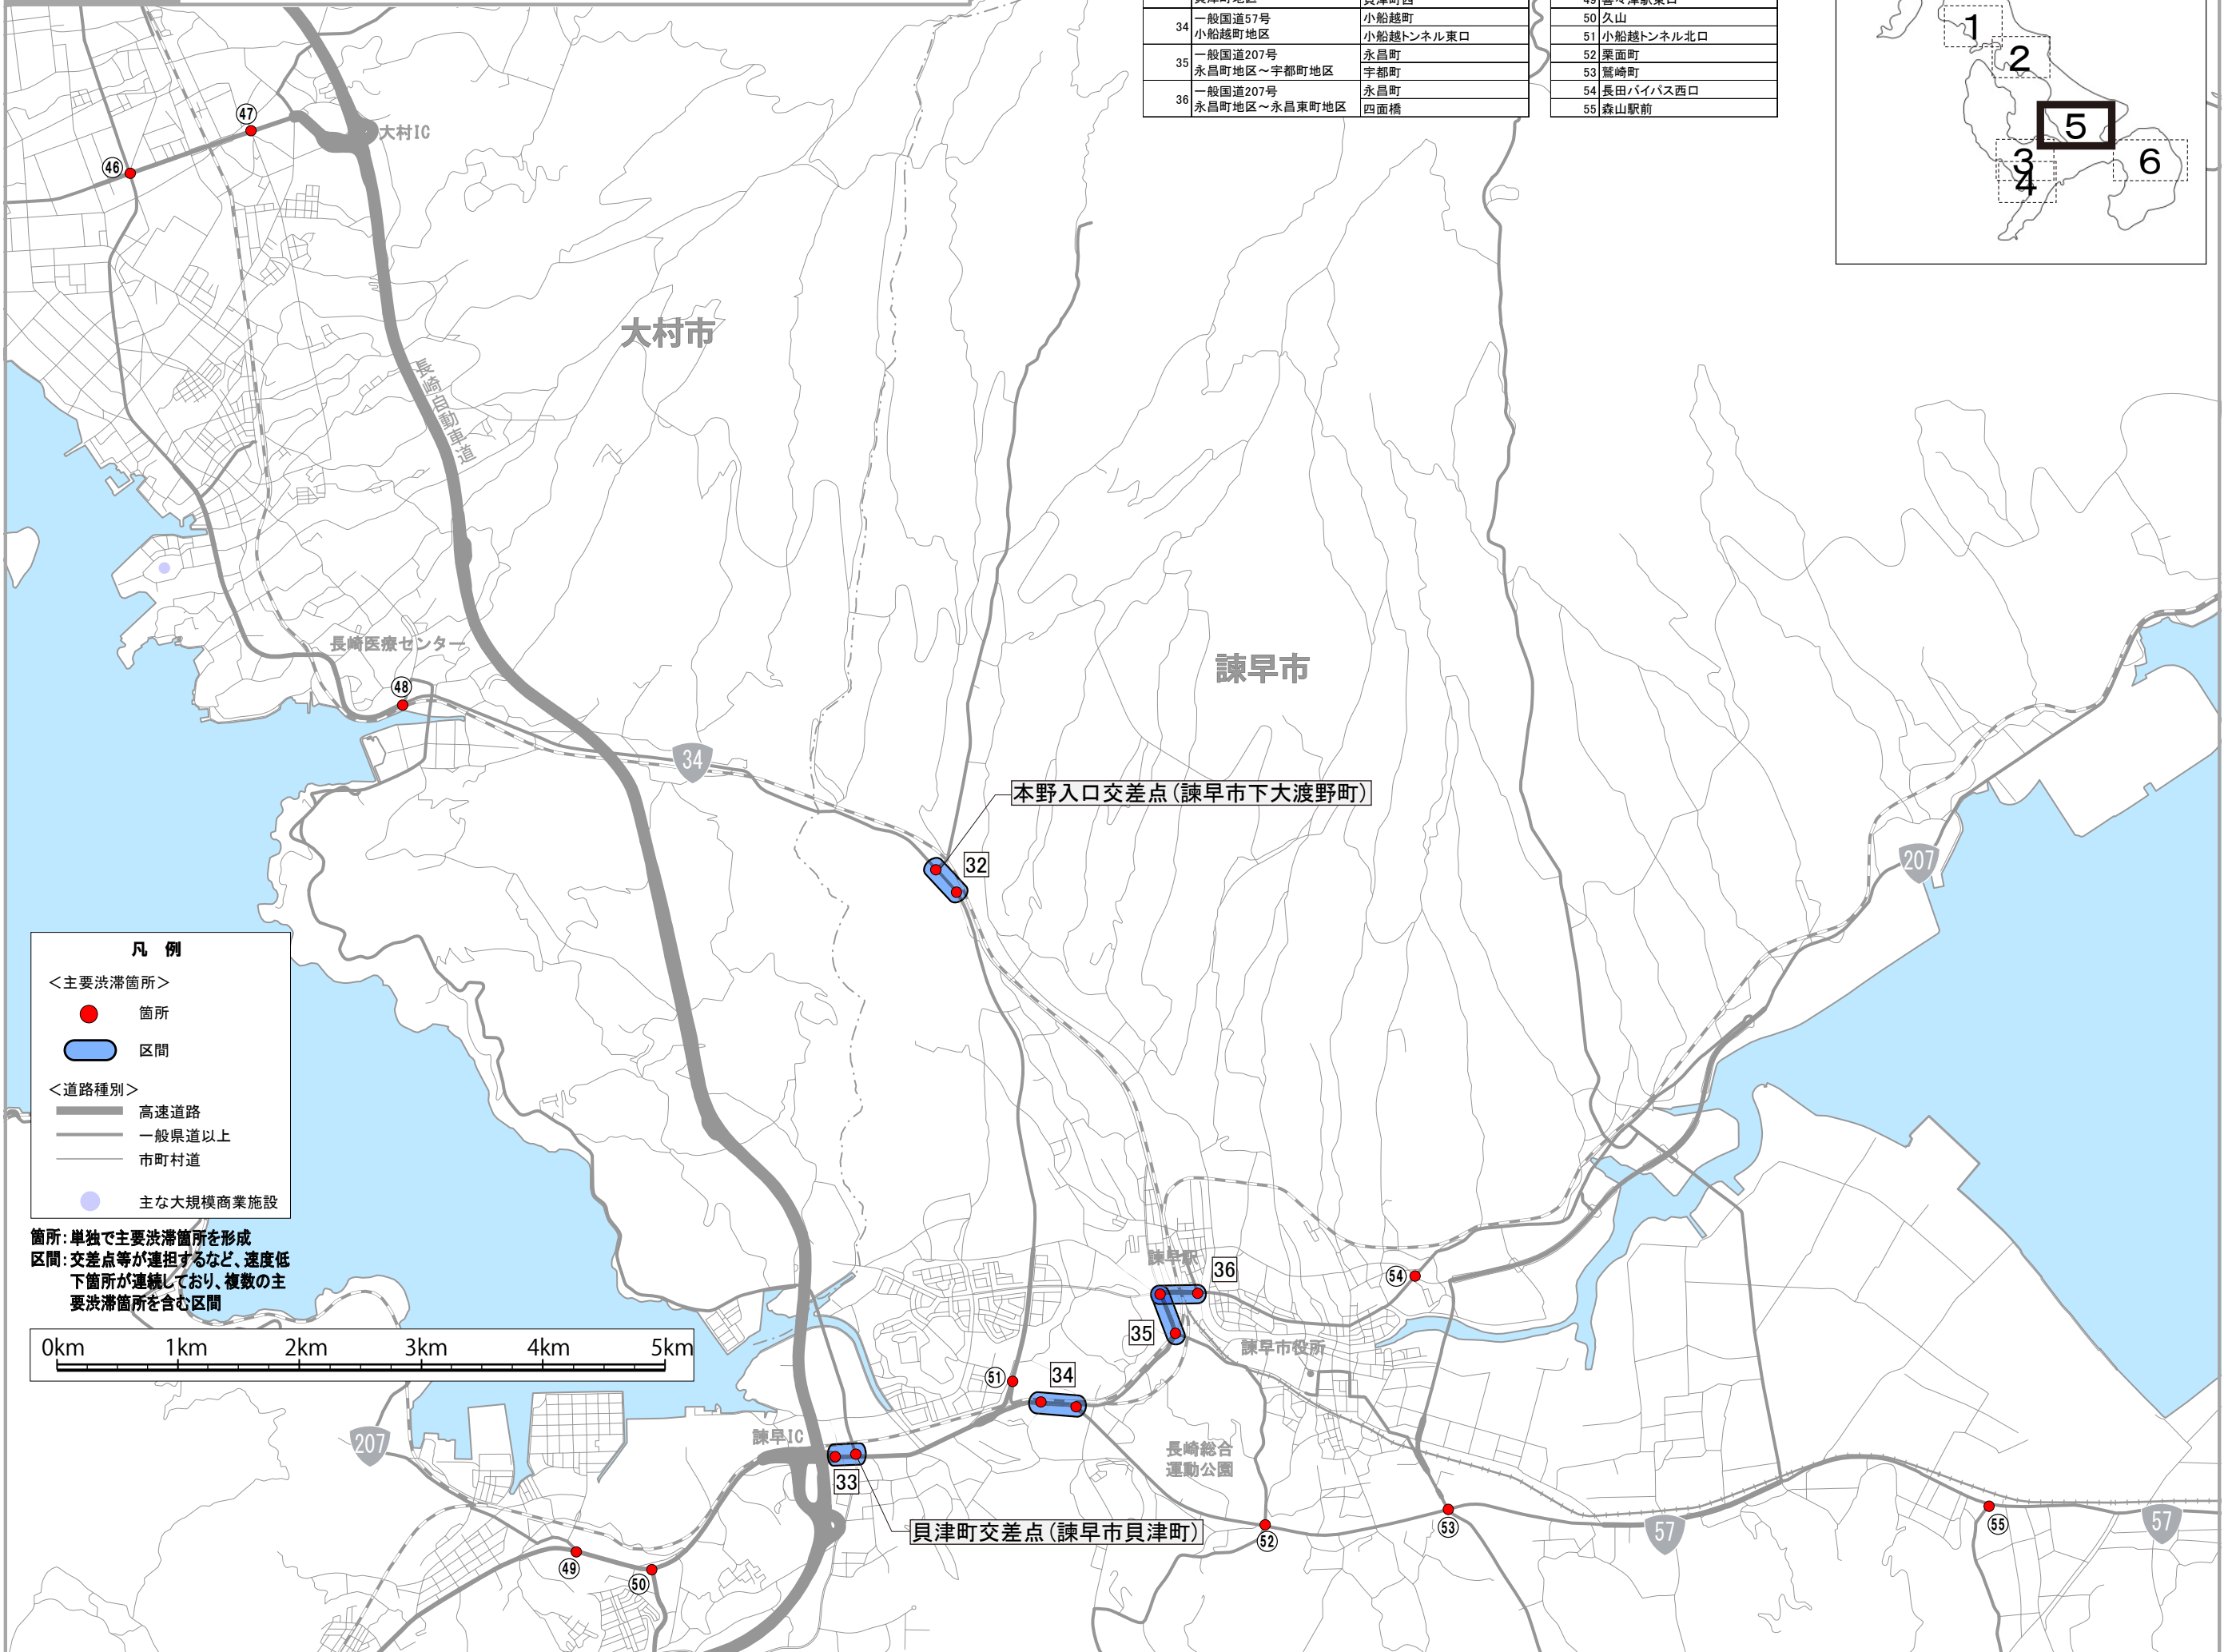 34 一般国道57号 小船越町地区 小船越町
小船越トンネル東口
35 一般国道207号 永昌町地区～宇都町地区 永昌町
宇都町
36 一般国道207号 永昌町地区～永昌東町地区 永昌町
四面橋
50 久山
51 小船越トンネル北口
52 栗面町
53 鷲崎町
54 長田バイパス西口
55 森山駅前
1
2
5
3
4
6
47
大村IC
46
大村市
長崎自動車道
長崎医療センター
48
諫早市
34
本野入口交差点(諫早市下大渡野町)
32
207
凡 例
＜主要渋滞箇所＞
箇所
区間
＜道路種別＞
高速道路
一般県道以上
市町村道
主な大規模商業施設
箇所:単独で主要渋滞箇所を形成
区間:交差点等が連担するなど、速度低
下箇所が連続しており、複数の主
要渋滞箇所を含む区間
0km 1km 2km 3km 4km 5km
諫早駅
36
54
35
諫早市役所
51
34
207
諫早IC
長崎総合
運動公園
33
貝津町交差点(諫早市貝津町)
49
50
52
53
57
55
57